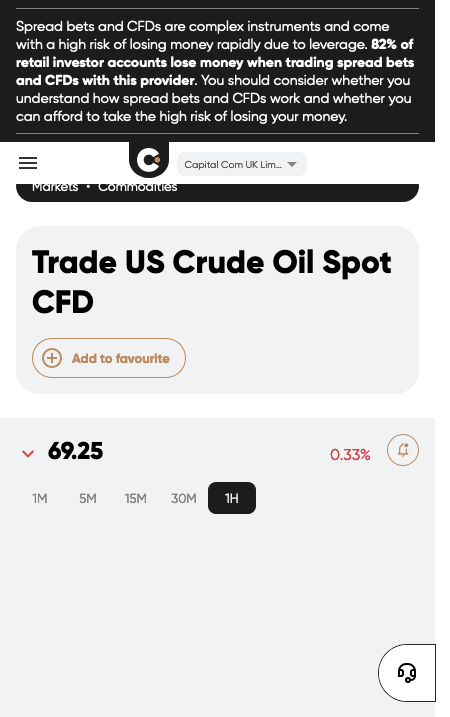 Spread bets and CFDs are complex instruments and come
with a high risk of losing money rapidly due to leverage. 82% of
retail investor accounts lose money when trading spread bets
and CFDs with this provider. You should consider whether you
understand how spread bets and CFDs work and whether you
can afford to take the high risk of losing your money.
Capital Com UK Lim...
Markets • Commodities
Trade US Crude Oil Spot
CFD
Add to favourite
69.25
0.33%
1M 5M 15M 30M 1H